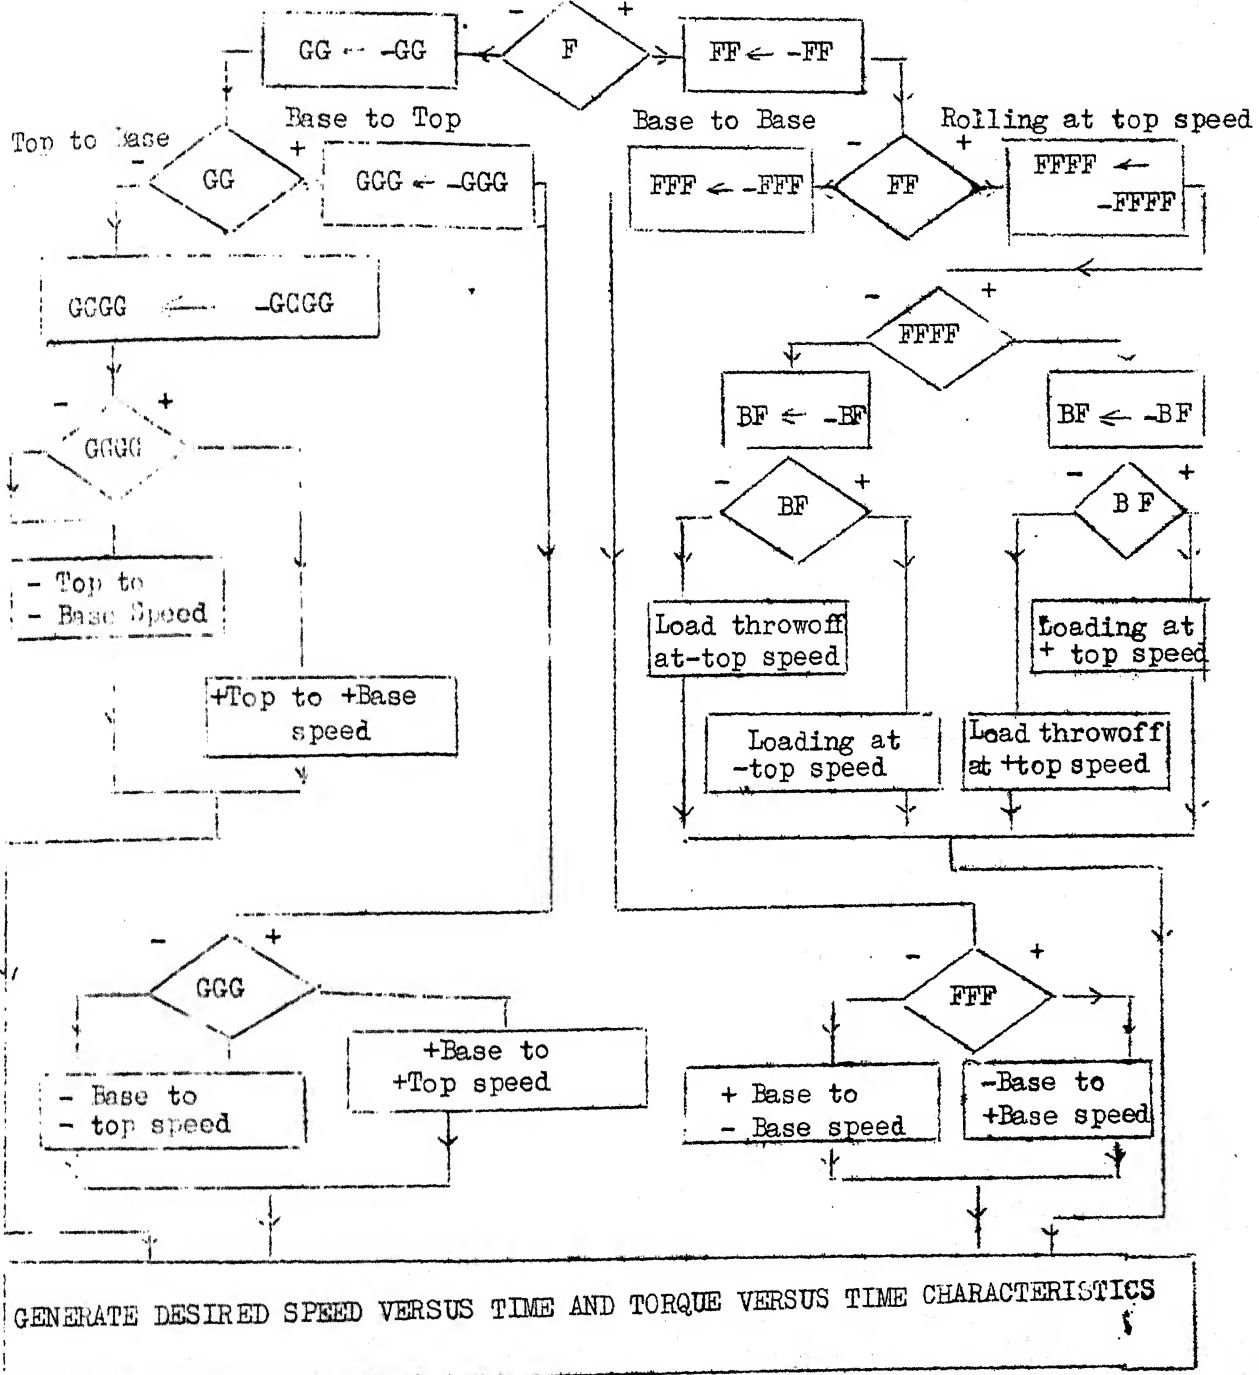 - +
GG ← -GG
F
FF ← -FF
Top to Base
Base to Top
Base to Base
Rolling at top speed
- +
GG
GGG ← -GGG
FFF ← -FFF
- +
FF
FFFF ←
-FFFF
GCGG ← -GCGG
- +
FFFF
BF ← -BF
BF ← -BF
- +
GGGG
- +
BF
- +
B F
- Top to
- Base Speed
Load throwoff
at-top speed
Loading at
+ top speed
+Top to +Base
speed
Loading at
-top speed
Load throwoff
at +top speed
- +
GGG
- +
FFF
- Base to
- top speed
+Base to
+Top speed
+ Base to
- Base speed
-Base to
+Base speed
GENERATE DESIRED SPEED VERSUS TIME AND TORQUE VERSUS TIME CHARACTERISTICS